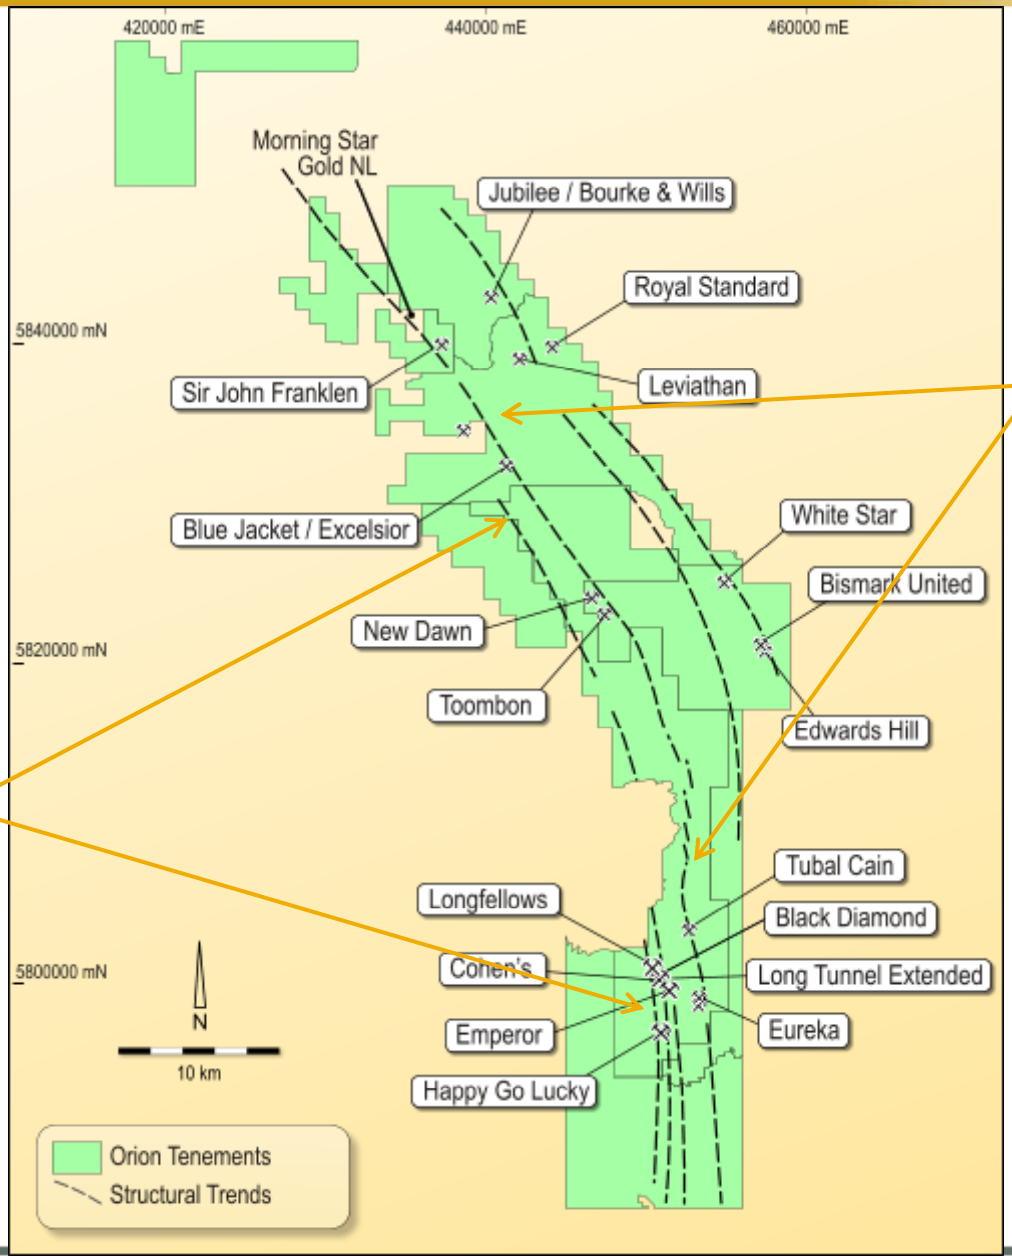 420000 mE
440000 mE
460000 mE
Morning Star
Gold NL
Jubilee / Bourke & Wills
Royal Standard
5840000 mN
Leviathan
Sir John Franklen
White Star
Blue Jacket / Excelsior
Bismark United
New Dawn
5820000 mN
Toombon
Edwards Hill
Tubal Cain
Longfellows
Black Diamond
Cohen's
5800000 mN
Long Tunnel Extended
N
Emperor
Eureka
10 km
Happy Go Lucky
Orion Tenements
Structural Trends